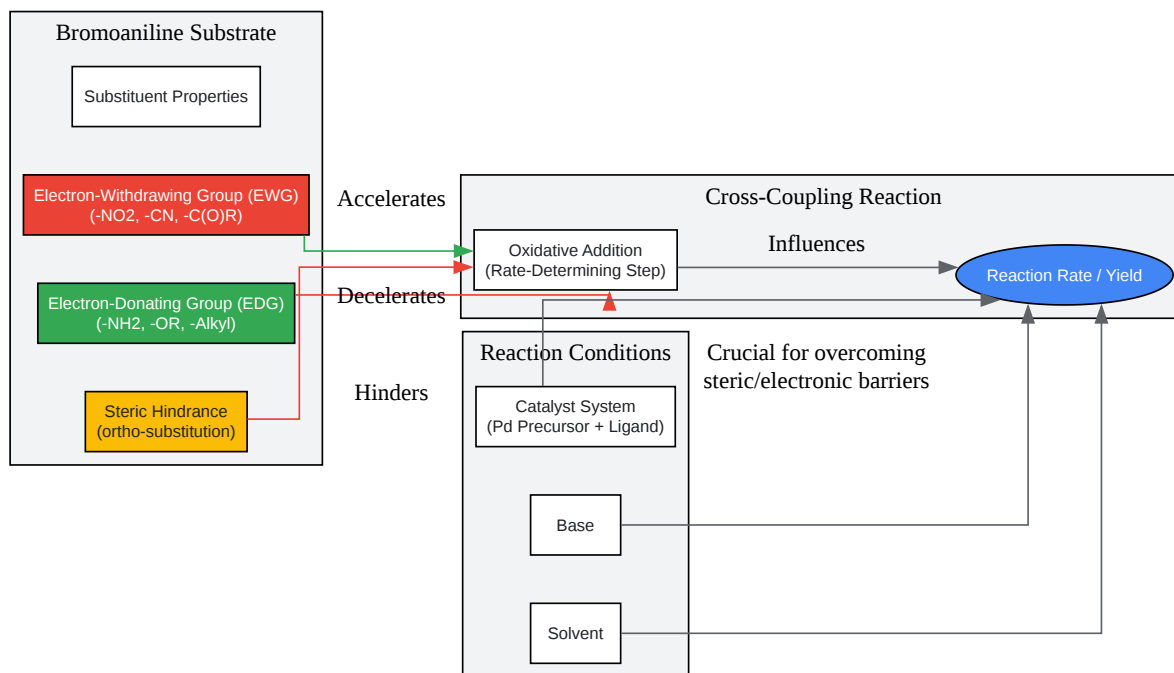 Bromoaniline Substrate
Substituent Properties
Electron-Withdrawing Group (EWG)
(-NO2, -CN, -C(O)R)
Electron-Donating Group (EDG)
(-NH2, -OR, -Alkyl)
Steric Hindrance
(ortho-substitution)
Accelerates
Decelerates
Hinders
Cross-Coupling Reaction
Oxidative Addition
(Rate-Determining Step)
Influences
Reaction Rate / Yield
Reaction Conditions
Crucial for overcoming
steric/electronic barriers
Catalyst System
(Pd Precursor + Ligand)
Base
Solvent